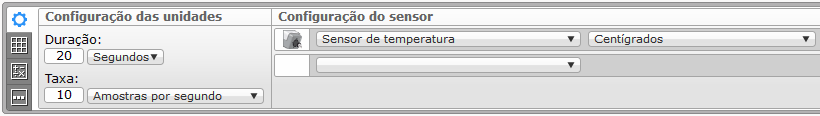 Configuração das unidades
Duração:
20 Segundos
Taxa:
10 Amostras por segundo
Configuração do sensor
Sensor de temperatura Centígrados